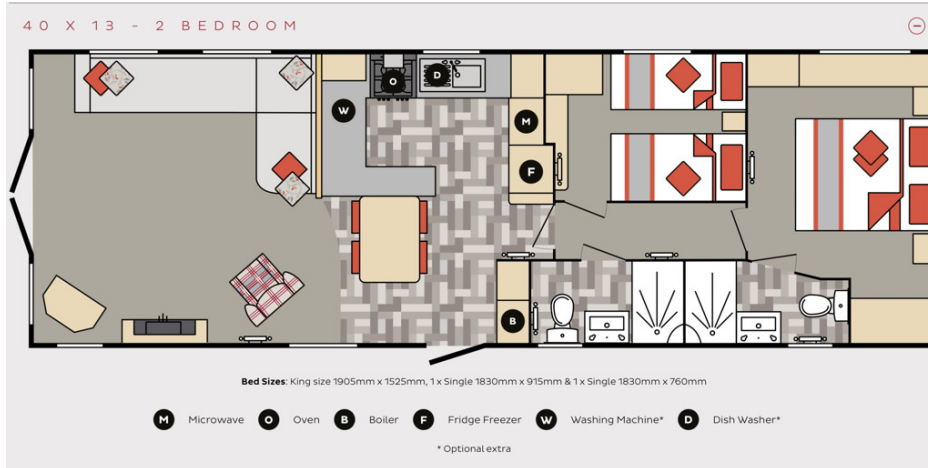 40 X 13 - 2 BEDROOM
O
D
W
M
F
B
Bed Sizes: King size 1905mm x 1525mm, 1 x Single 1830mm x 915mm & 1 x Single 1830mm x 760mm
M Microwave O Oven B Boiler F Fridge Freezer W Washing Machine* D Dish Washer*
* Optional extra